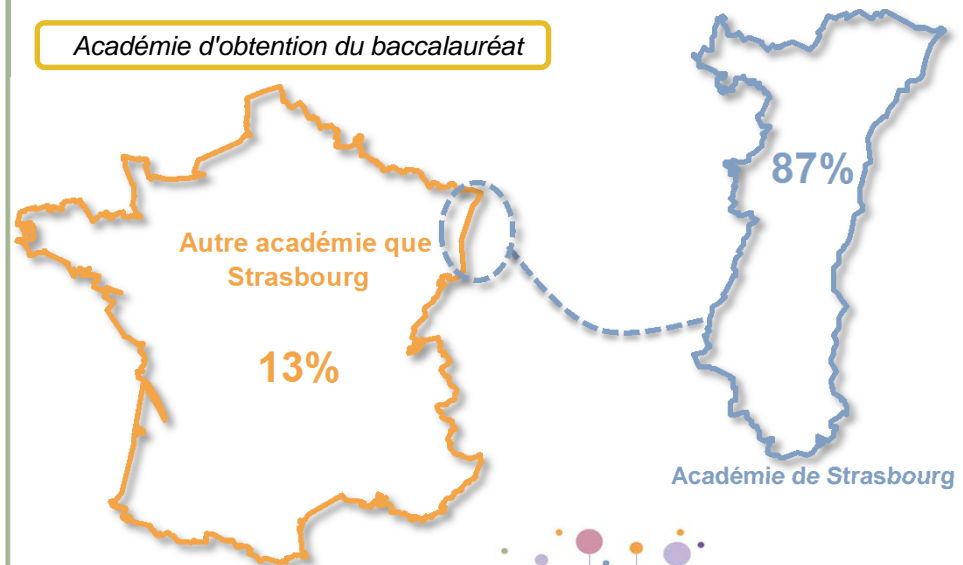 Académie d'obtention du baccalauréat
87%
Autre académie que
Strasbourg
13%
Académie de Strasbourg